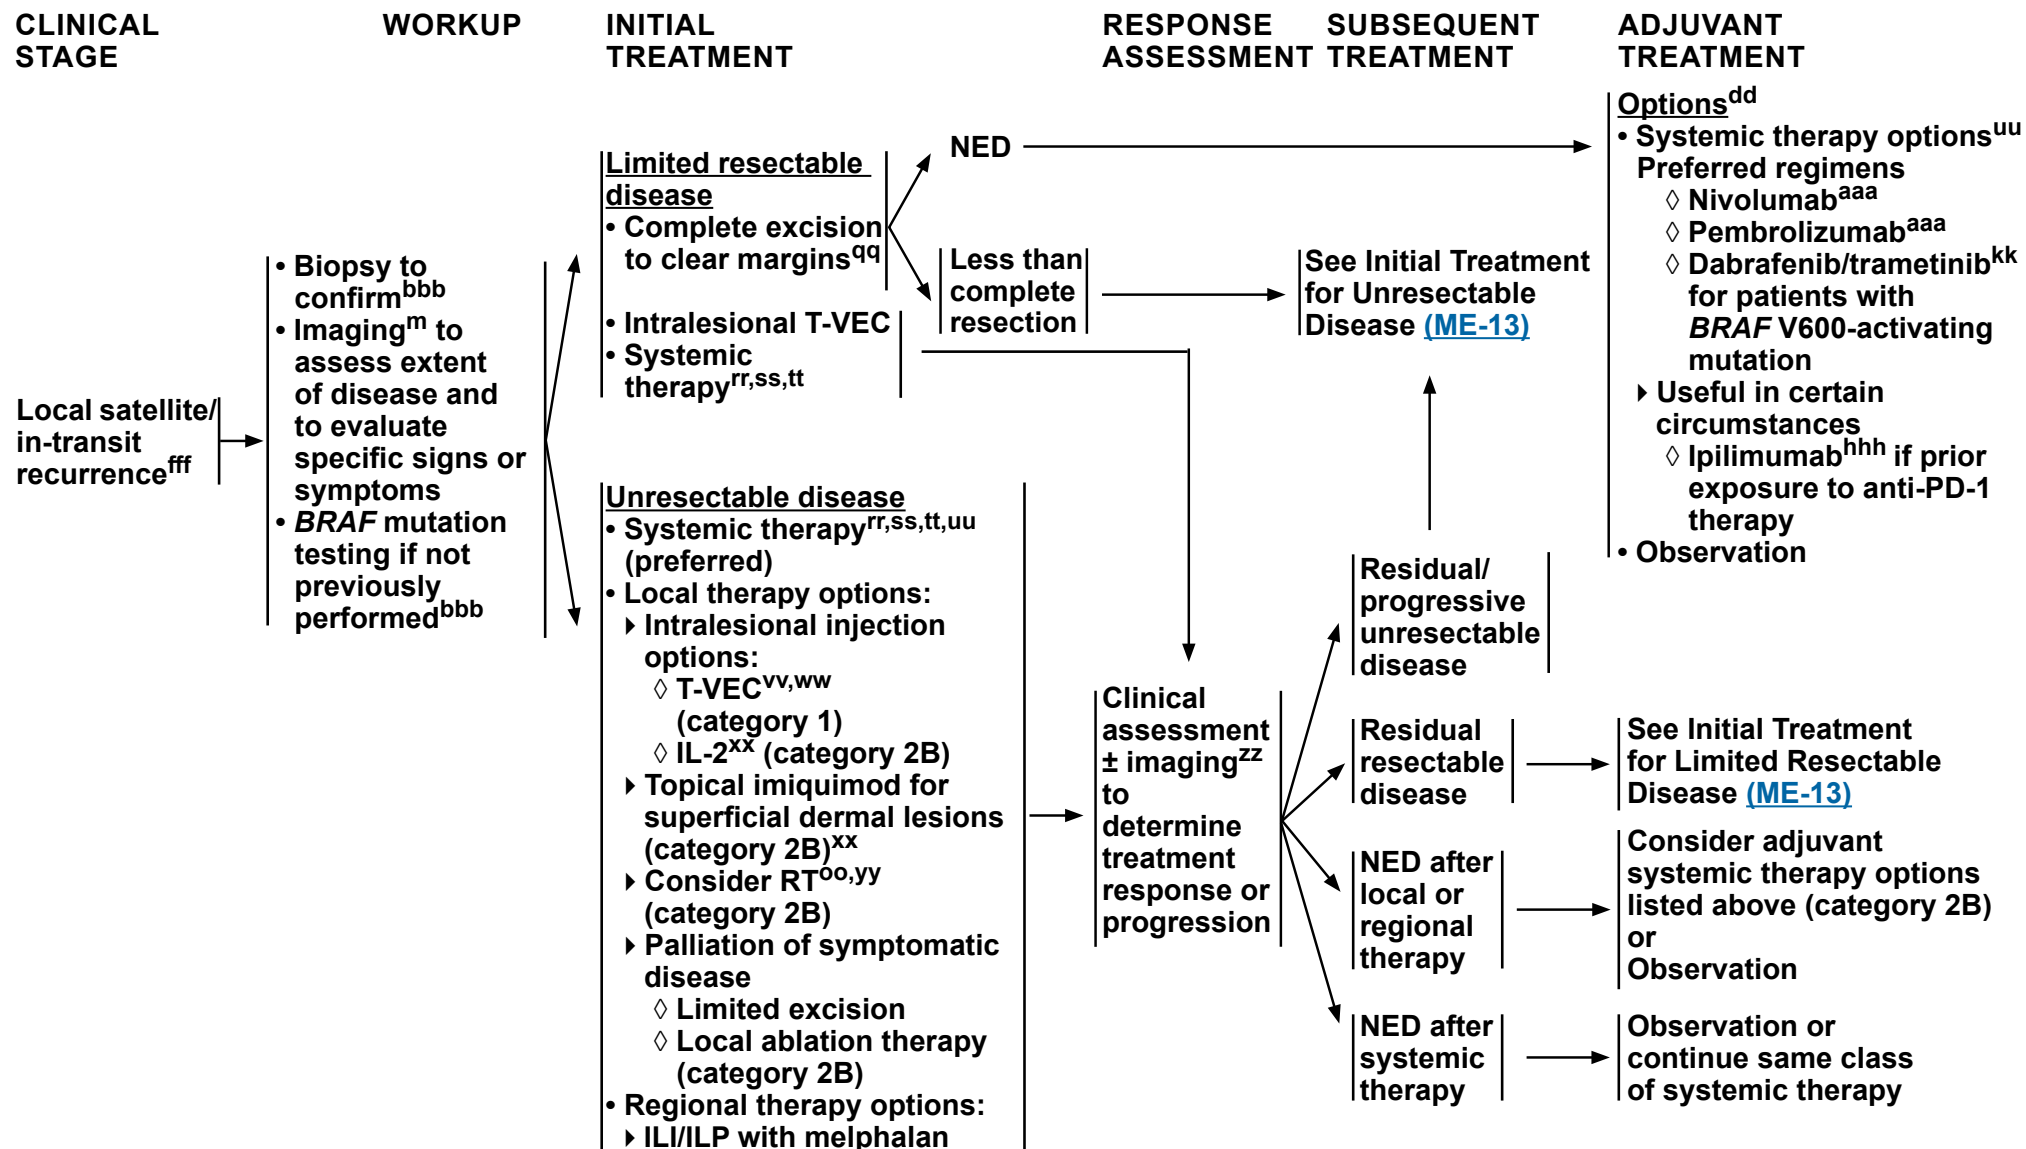 CLINICAL
STAGE
WORKUP
INITIAL
TREATMENT
RESPONSE
ASSESSMENT
SUBSEQUENT
TREATMENT
ADJUVANT
TREATMENT
Local satellite/
in-transit
recurrencefff
• Biopsy to
confirmbbb
• Imagingm to
assess extent
of disease and
to evaluate
specific signs or
symptoms
• BRAF mutation
testing if not
previously
performedbbb
Limited resectable
disease
• Complete excision
to clear marginsqq
• Intralesional T-VEC
• Systemic
therapyrr,ss,tt
Unresectable disease
• Systemic therapyrr,ss,tt,uu
(preferred)
• Local therapy options:
▸ Intralesional injection
options:
◊ T-VECvv,ww
(category 1)
◊ IL-2xx (category 2B)
▸ Topical imiquimod for
superficial dermal lesions
(category 2B)xx
▸ Consider RToo,yy
(category 2B)
▸ Palliation of symptomatic
disease
◊ Limited excision
◊ Local ablation therapy
(category 2B)
• Regional therapy options:
▸ ILI/ILP with melphalan
NED
Less than
complete
resection
Clinical
assessment
± imagingzz
to
determine
treatment
response or
progression
See Initial Treatment
for Unresectable
Disease (ME-13)
Residual/
progressive
unresectable
disease
Residual
resectable
disease
NED after
local or
regional
therapy
NED after
systemic
therapy
Optionsdd
• Systemic therapy optionsuu
Preferred regimens
◊ Nivolumabaaa
◊ Pembrolizumabaaa
◊ Dabrafenib/trametinibkk
for patients with
BRAF V600-activating
mutation
▸ Useful in certain
circumstances
◊ Ipilimumabhhh if prior
exposure to anti-PD-1
therapy
• Observation
See Initial Treatment
for Limited Resectable
Disease (ME-13)
Consider adjuvant
systemic therapy options
listed above (category 2B)
or
Observation
Observation or
continue same class
of systemic therapy